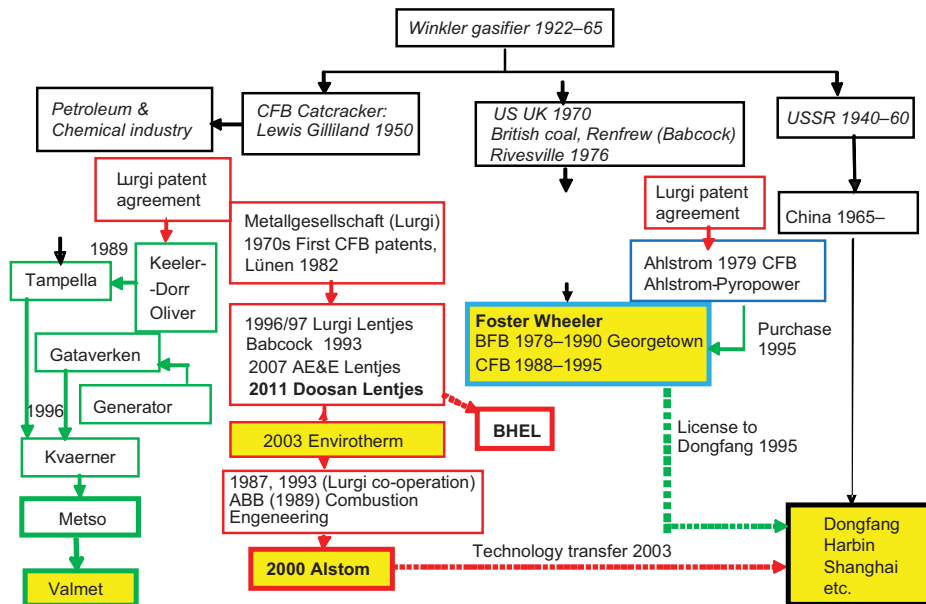 Winkler gasifier 1922–65
Petroleum &
Chemical industry
CFB Catcracker:
Lewis Gilliland 1950
US UK 1970
British coal, Renfrew (Babcock)
Rivesville 1976
USSR 1940–60
Lurgi patent
agreement
Metallgesellschaft (Lurgi)
1970s First CFB patents,
Lünen 1982
Lurgi patent
agreement
China 1965–
1989
Tampella
Keeler-
-Dorr
Oliver
Ahlstrom 1979 CFB
Ahlstrom-Pyropower
1996/97 Lurgi Lentjes
Babcock 1993
2007 AE&E Lentjes
2011 Doosan Lentjes
Foster Wheeler
BFB 1978–1990 Georgetown
CFB 1988–1995
Purchase
1995
Gataverken
Generator
1996
BHEL
2003 Envirotherm
License to
Dongfang 1995
Kvaerner
1987, 1993 (Lurgi co-operation)
ABB (1989) Combustion
Engeneering
Metso
2000 Alstom
Technology transfer 2003
Dongfang
Harbin
Shanghai
etc.
Valmet